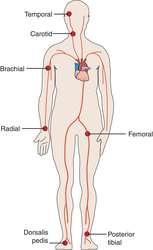 Temporal
Carotid
Brachial
Radial
Femoral
Dorsalis
pedis
Posterior
tibial